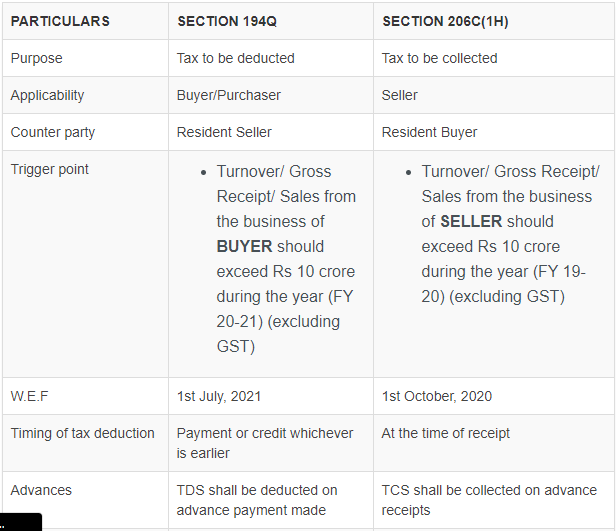 PARTICULARS SECTION 194Q SECTION 206C(1H)
Purpose Tax to be deducted Tax to be collected
Applicability Buyer/Purchaser Seller
Counter party Resident Seller Resident Buyer
Trigger point
• Turnover/ Gross
Receipt/ Sales from
the business of
BUYER should
exceed Rs 10 crore
during the year (FY
20-21) (excluding
GST)
• Turnover/ Gross Receipt/
Sales from the business
of SELLER should
exceed Rs 10 crore
during the year (FY 19-
20) (excluding GST)
W.E.F 1st July, 2021 1st October, 2020
Timing of tax deduction Payment or credit whichever
is earlier
At the time of receipt
Advances TDS shall be deducted on
advance payment made
TCS shall be collected on advance
receipts
..